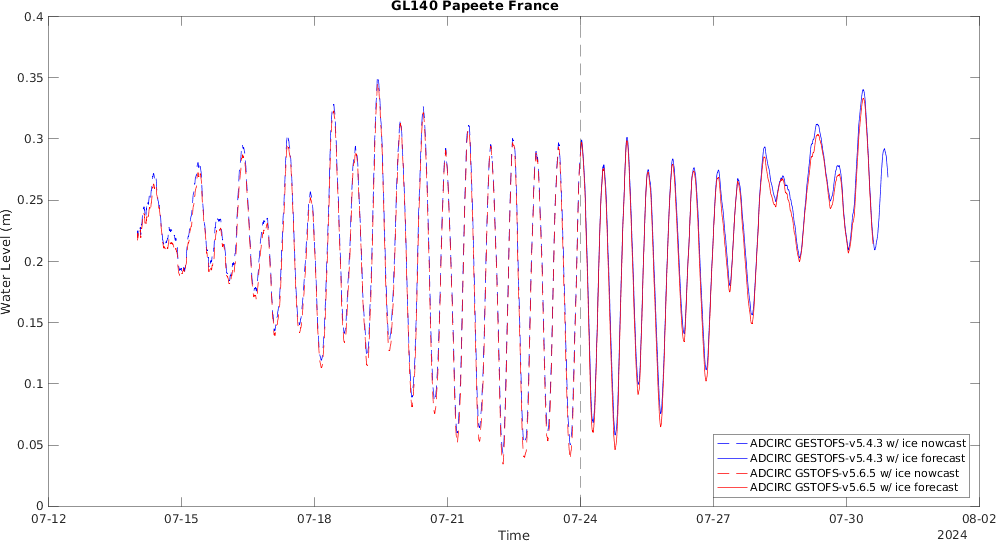 GL140 Papeete France
0.4
0.35
0.3
0.25
0.2
0.15
0.1
0.05
0
Water Level (m)
ADCIRC GESTOFS-v5.4.3 w/ ice nowcast
ADCIRC GESTOFS-v5.4.3 w/ ice forecast
ADCIRC GSTOFS-v5.6.5 w/ ice nowcast
ADCIRC GSTOFS-v5.6.5 w/ ice forecast
07-12 07-15 07-18 07-21 07-24 07-27 07-30 08-02
Time
2024